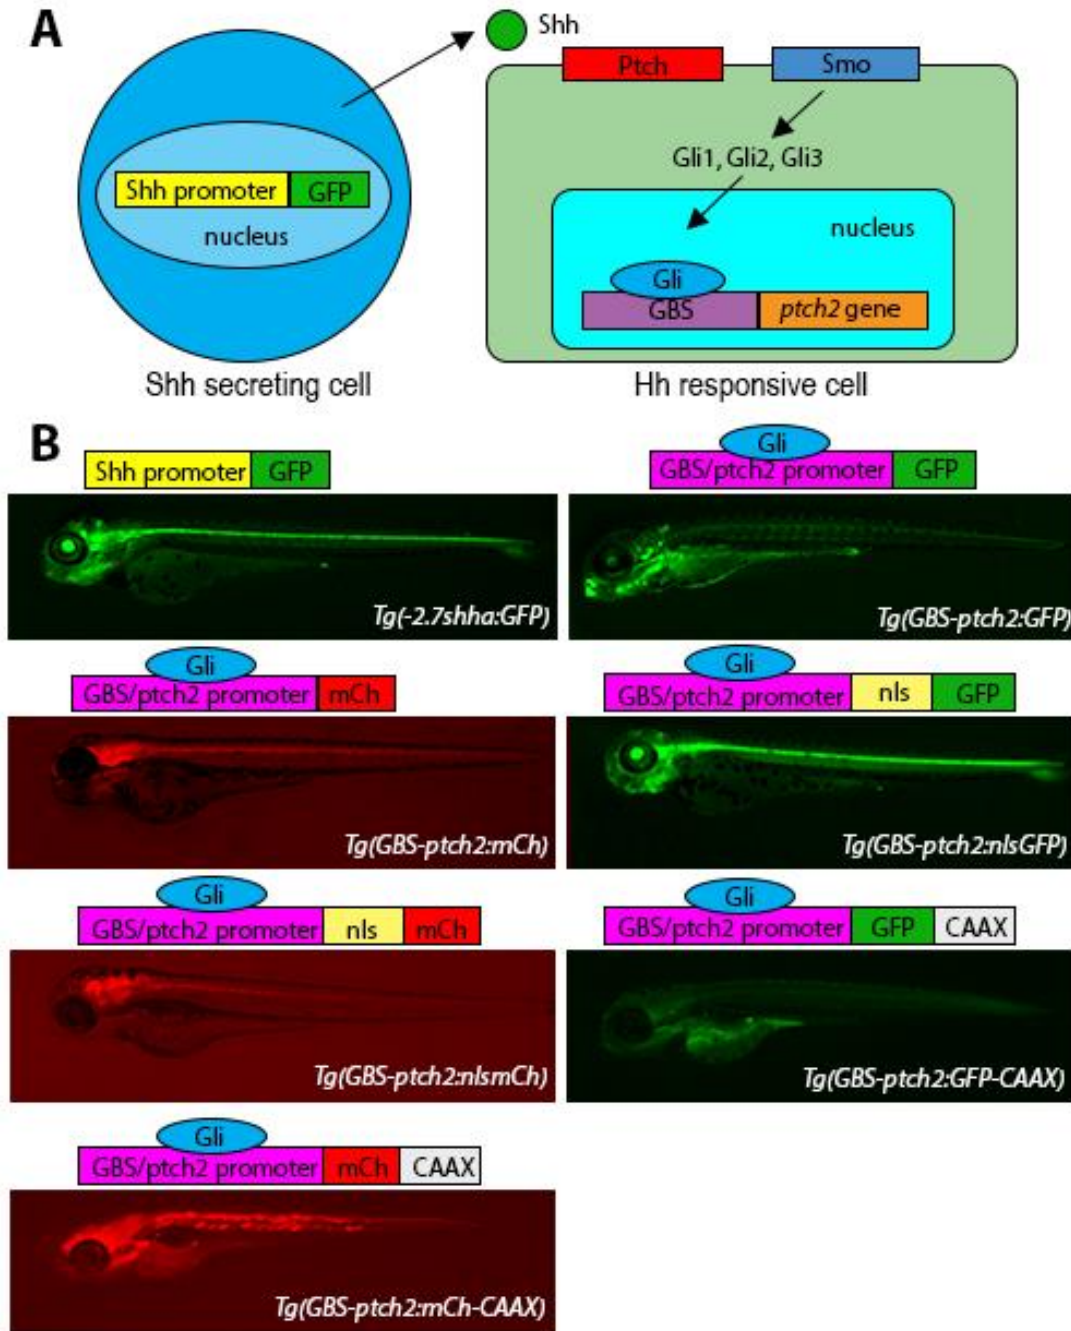 A
Shh
Ptch
Smo
Shh promoter GFP
nucleus
Gli1, Gli2, Gli3
nucleus
Gli
GBS
ptch2 gene
Shh secreting cell
Hh responsive cell
B
Shh promoter GFP
Tg(-2.7shha:GFP)
Gli
GBS/ptch2 promoter GFP
Tg(GBS-ptch2:GFP)
Gli
GBS/ptch2 promoter mCh
Tg(GBS-ptch2:mCh)
Gli
GBS/ptch2 promoter nls GFP
Tg(GBS-ptch2:nlsGFP)
Gli
GBS/ptch2 promoter nls mCh
Tg(GBS-ptch2:nlsmCh)
Gli
GBS/ptch2 promoter GFP CAAX
Tg(GBS-ptch2:GFP-CAAX)
Gli
GBS/ptch2 promoter mCh CAAX
Tg(GBS-ptch2:mCh-CAAX)